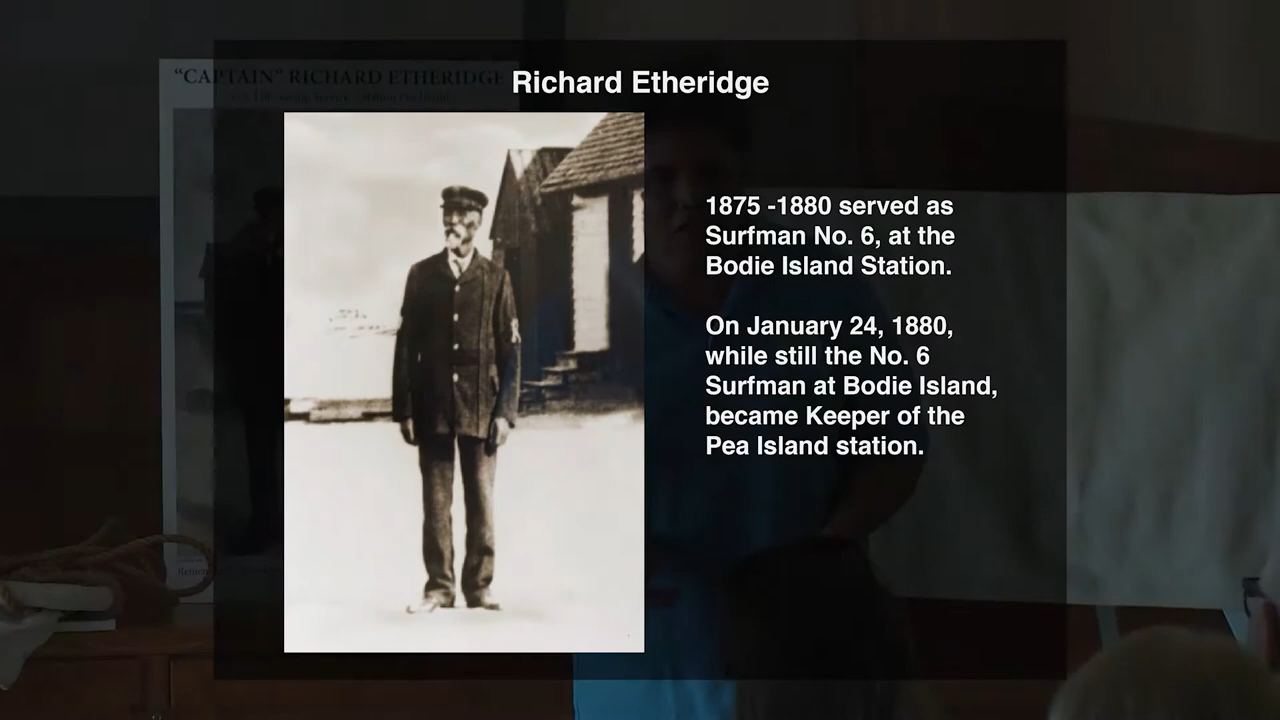 “CAPTAIN” RICHARD ETHERIDGE
Richard Etheridge
1875 -1880 served as
Surfman No. 6, at the
Bodie Island Station.
On January 24, 1880,
while still the No. 6
Surfman at Bodie Island,
became Keeper of the
Pea Island station.